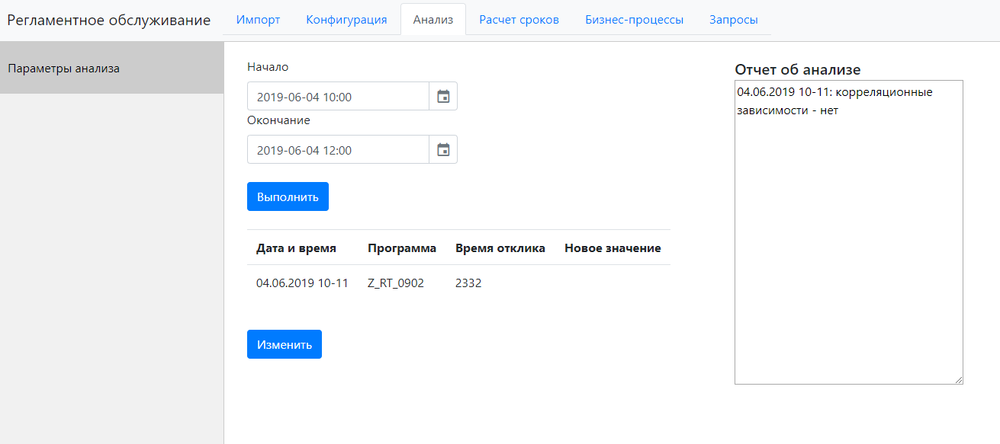 Регламентное обслуживание
Импорт
Конфигурация
Анализ
Расчет сроков
Бизнес-процессы
Запросы
Параметры анализа
Начало
2019-06-04 10:00
Окончание
2019-06-04 12:00
Выполнить
Дата и время Программа Время отклика Новое значение
04.06.2019 10-11 Z_RT_0902 2332
Изменить
Отчет об анализе
04.06.2019 10-11: корреляционные
зависимости - нет